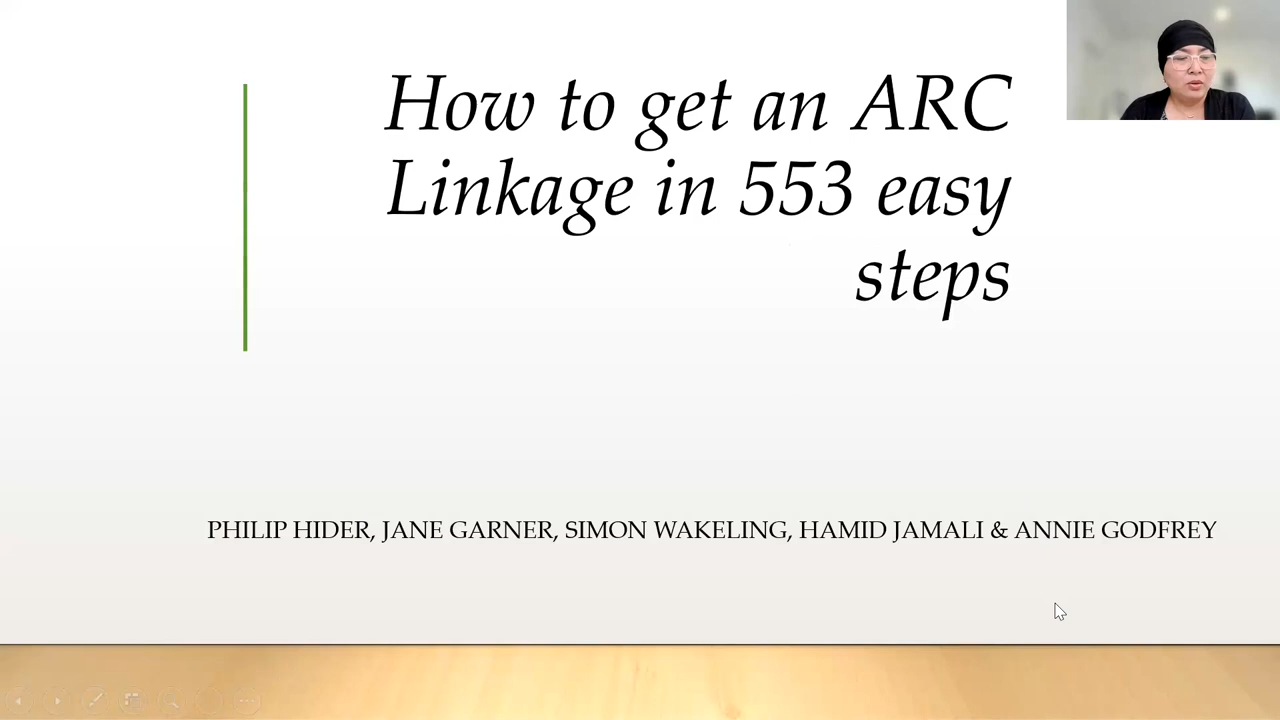 How to get an ARC
Linkage in 553 easy
steps
PHILIP HIDER, JANE GARNER, SIMON WAKELING, HAMID JAMALI & ANNIE GODFREY